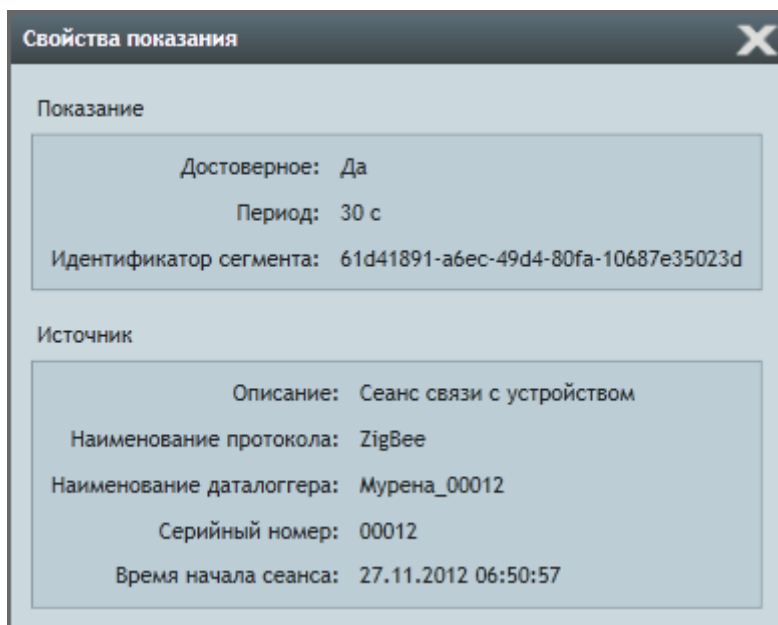 Свойства показания
Показание
Достоверное: Да
Период: 30 с
Идентификатор сегмента: 61d41891-a6ec-49d4-80fa-10687e35023d
Источник
Описание: Сеанс связи с устройством
Наименование протокола: ZigBee
Наименование даталоггера: Мурена_00012
Серийный номер: 00012
Время начала сеанса: 27.11.2012 06:50:57